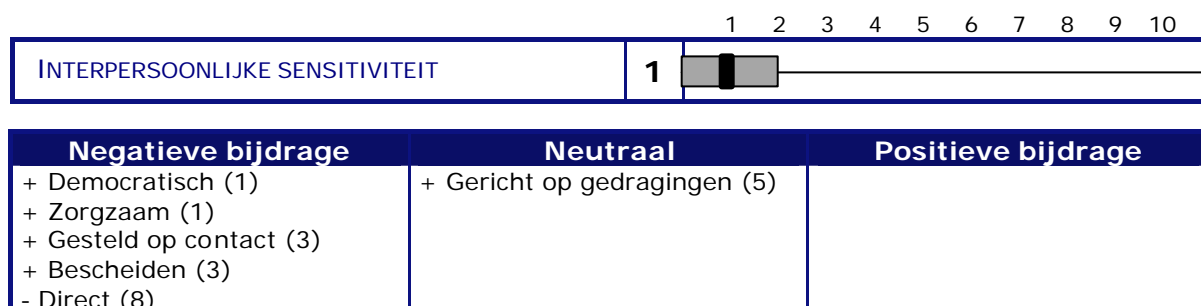 1 2 3 4 5 6 7 8 9 10
INTERPERSOONLIJKE SENSITIVITEIT 1
Negatieve bijdrage Neutraal Positieve bijdrage
+ Democratisch (1) + Gericht op gedragingen (5)
+ Zorgzaam (1)
+ Gesteld op contact (3)
+ Bescheiden (3)
- Direct (8)